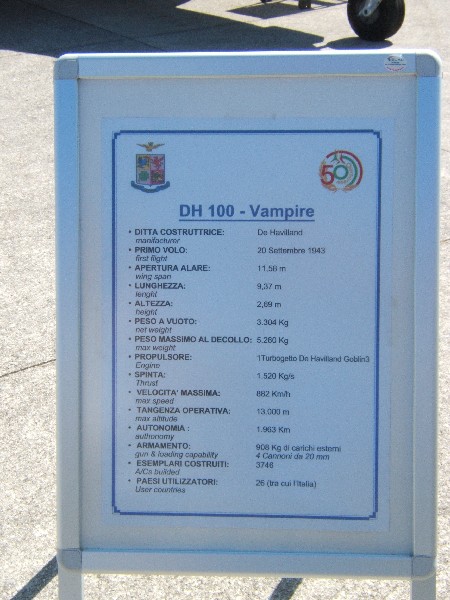 50
DH 100 - Vampire
• DITTA COSTRUTTRICE: De Havilland
manifacturer
• PRIMO VOLO: 20 Settembre 1943
first flight
• APERTURA ALARE: 11,58 m
wing span
• LUNGHEZZA: 9,37 m
lenght
• ALTEZZA: 2,69 m
height
• PESO A VUOTO: 3.304 Kg
net weight
• PESO MASSIMO AL DECOLLO: 5.260 Kg
max weight
• PROPULSORE: 1Turbogetto De Havilland Goblin3
Engine
• SPINTA: 1.520 Kg/s
Thrust
• VELOCITA' MASSIMA: 882 Km/h
max speed
• TANGENZA OPERATIVA: 13.000 m
max altitude
• AUTONOMIA : 1.963 Km
authonomy
• ARMAMENTO: 908 Kg di carichi esterni
gun & loading capability 4 Cannoni da 20 mm
• ESEMPLARI COSTRUITI: 3746
A/Cs builded
• PAESI UTILIZZATORI: 26 (tra cui l'Italia)
User countries